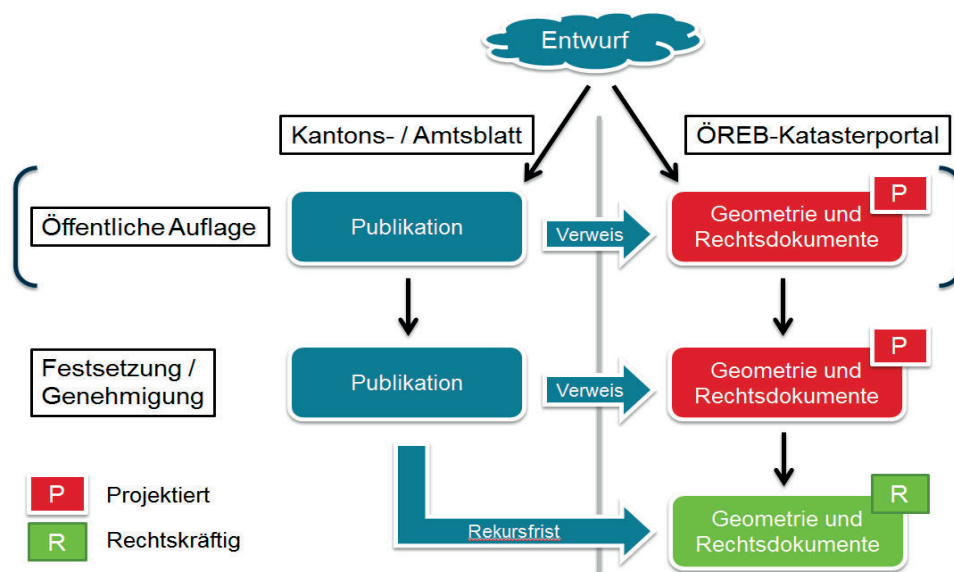 Entwurf
Kantons- / Amtsblatt
ÖREB-Katasterportal
Öffentliche Auflage
Publikation
Verweis
Geometrie und
Rechtsdokumente
P
Festsetzung /
Genehmigung
Publikation
Verweis
Geometrie und
Rechtsdokumente
P
P Projektiert
R Rechtskräftig
Rekursfrist
Geometrie und
Rechtsdokumente
R